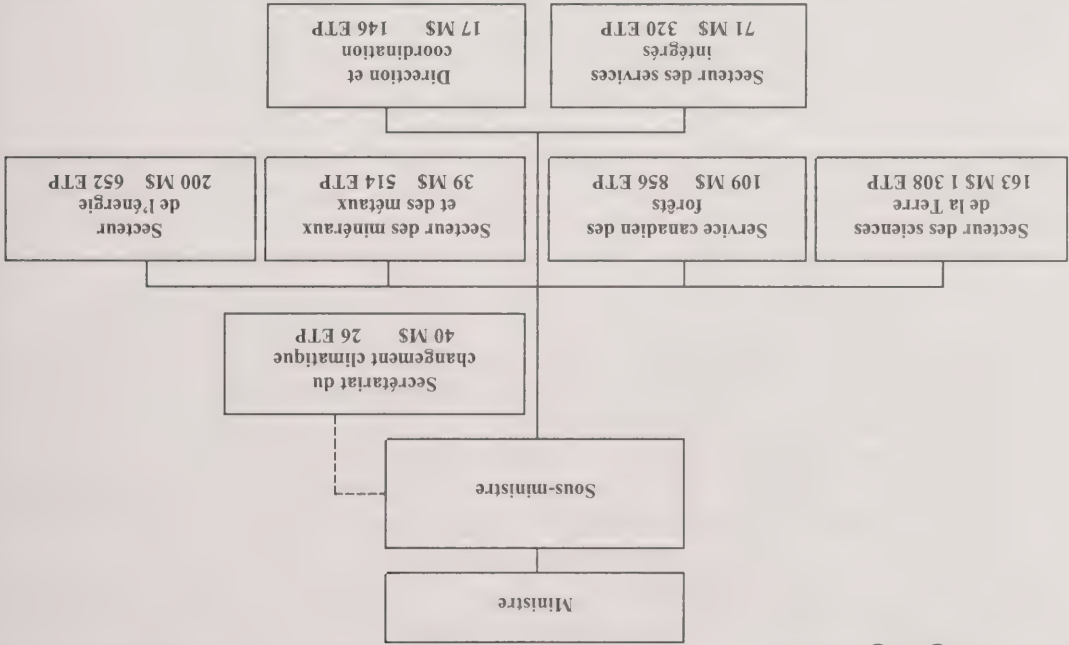 Ministre
Sous-ministre
Secrétariat du
changement climatique
40 M$ 26 ETP
Secteur des sciences
de la Terre
163 M$ 1 308 ETP
Service canadien des
forêts
109 M$ 856 ETP
Secteur des minéraux
et des métaux
39 M$ 514 ETP
Secteur
de l'énergie
200 M$ 652 ETP
Secteur des services
intégrés
71 M$ 320 ETP
Direction et
coordination
17 M$ 146 ETP